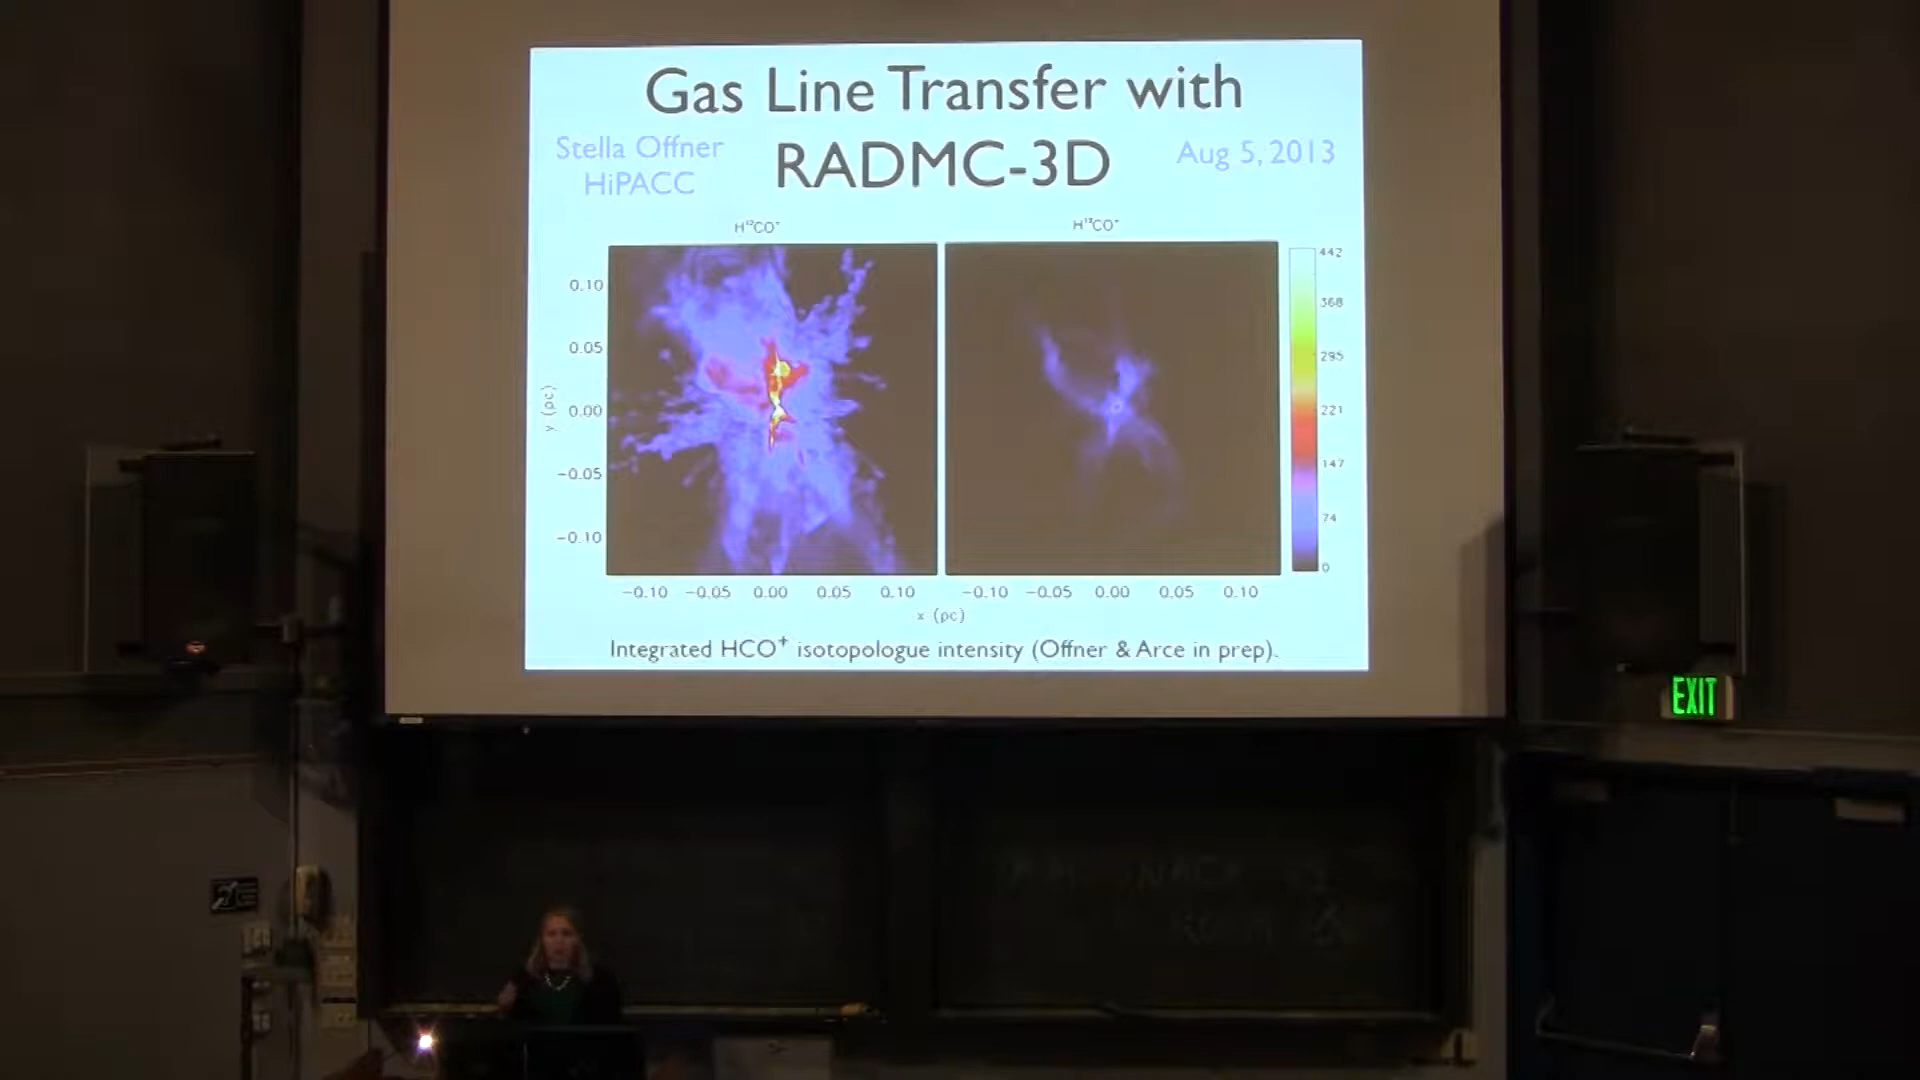 Gas Line Transfer with
RADMC-3D
Stella Offner
HiPACC
Aug 5, 2013
H¹²CO⁺
H¹³CO⁺
0.10
0.05
0.00
−0.05
−0.10
y (pc)
−0.10 −0.05 0.00 0.05 0.10
−0.10 −0.05 0.00 0.05 0.10
x (pc)
442
368
295
221
147
74
0
Integrated HCO⁺ isotopologue intensity (Offner & Arce in prep).
EXIT